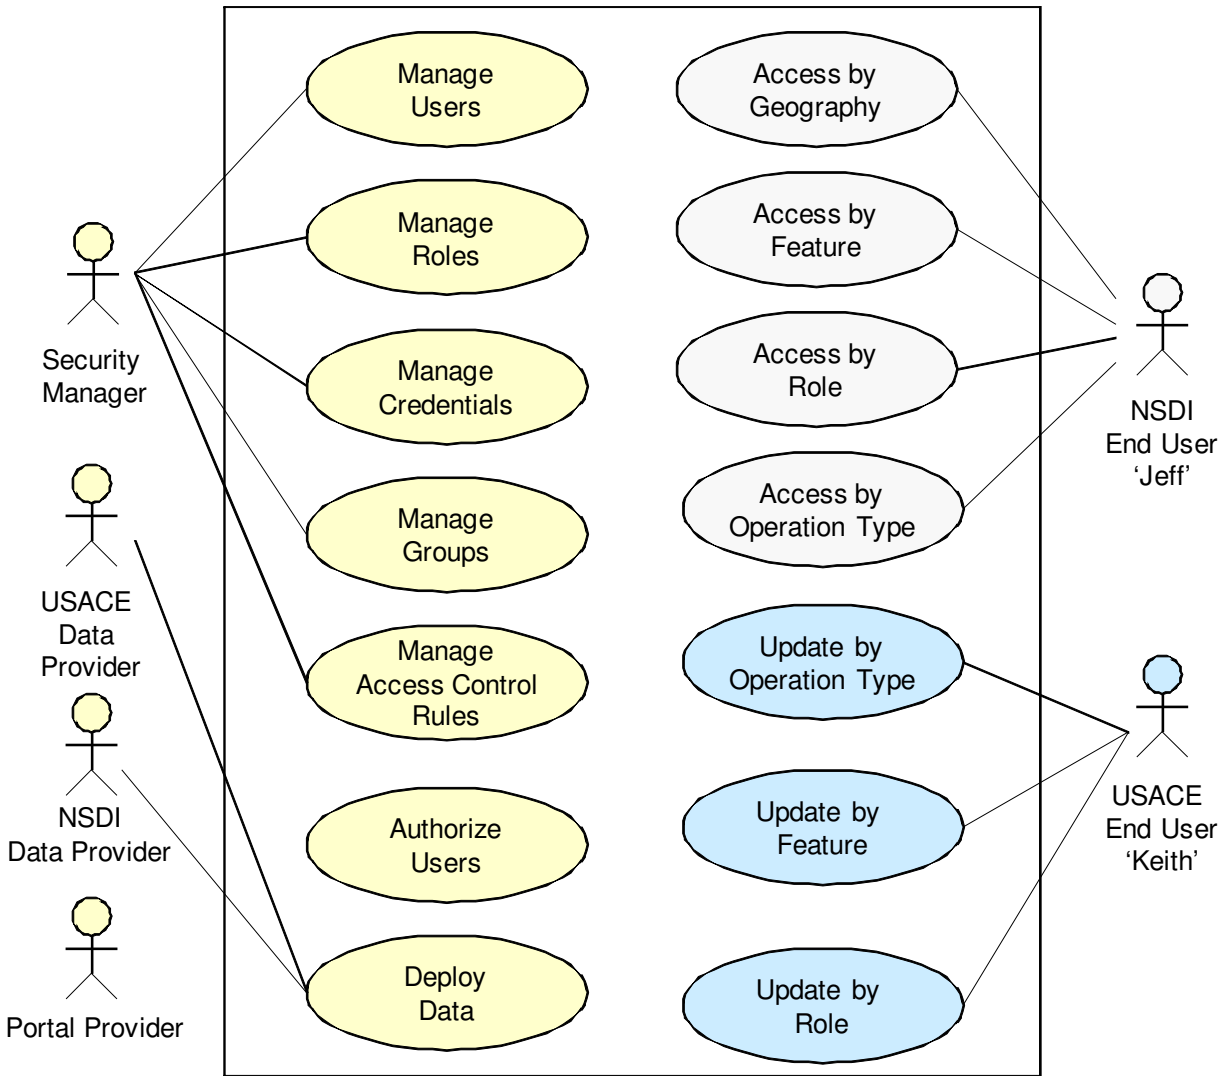 Manage
Users
Manage
Roles
Manage
Credentials
Manage
Groups
Manage
Access Control
Rules
Authorize
Users
Deploy
Data
Access by
Geography
Access by
Feature
Access by
Role
Access by
Operation Type
Update by
Operation Type
Update by
Feature
Update by
Role
Security
Manager
USACE
Data
Provider
NSDI
Data Provider
Portal Provider
NSDI
End User
‘Jeff’
USACE
End User
‘Keith’